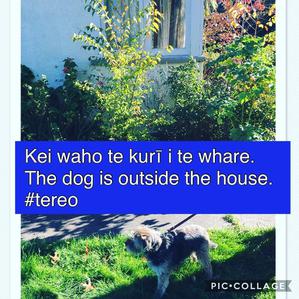 Kei waho te kurī i te whare.
The dog is outside the house.
#tereo
PIC•COLLAGE